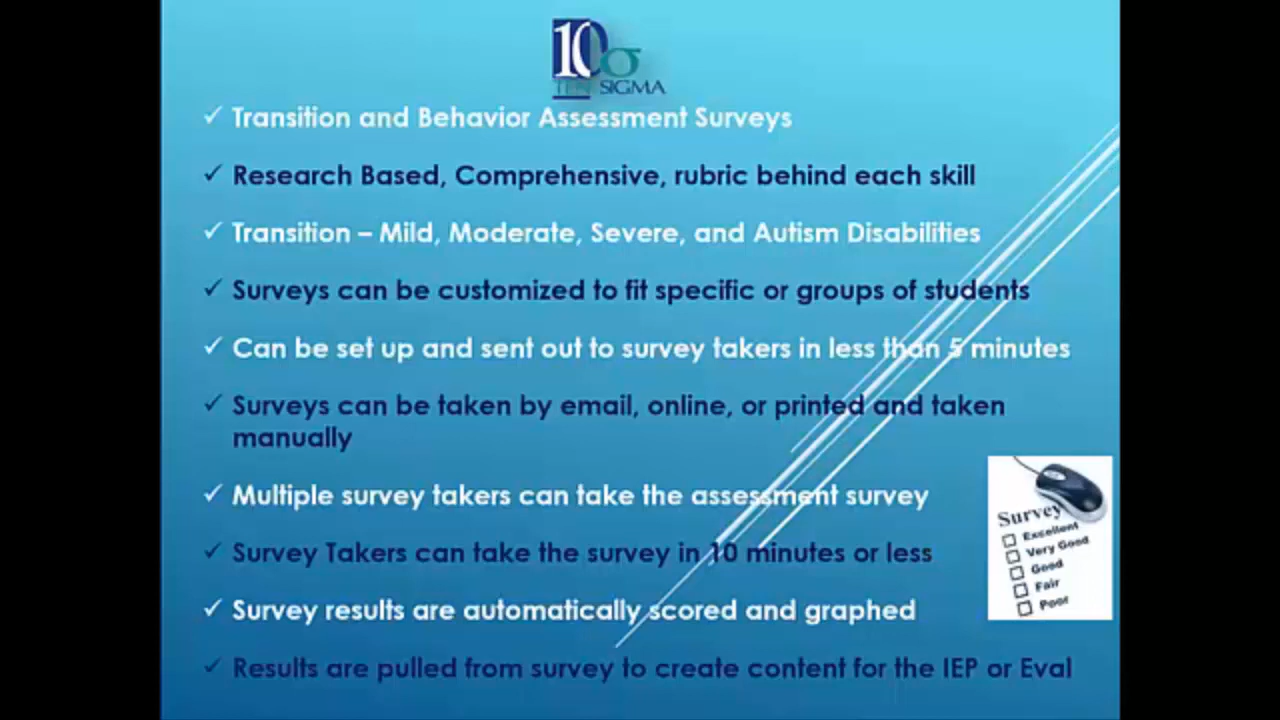 10σ
TEN SIGMA
✓ Transition and Behavior Assessment Surveys
✓ Research Based, Comprehensive, rubric behind each skill
✓ Transition – Mild, Moderate, Severe, and Autism Disabilities
✓ Surveys can be customized to fit specific or groups of students
✓ Can be set up and sent out to survey takers in less than 5 minutes
✓ Surveys can be taken by email, online, or printed and taken
manually
✓ Multiple survey takers can take the assessment survey
✓ Survey Takers can take the survey in 10 minutes or less
✓ Survey results are automatically scored and graphed
✓ Results are pulled from survey to create content for the IEP or Eval
Survey
Excellent
Very Good
Good
Fair
Poor